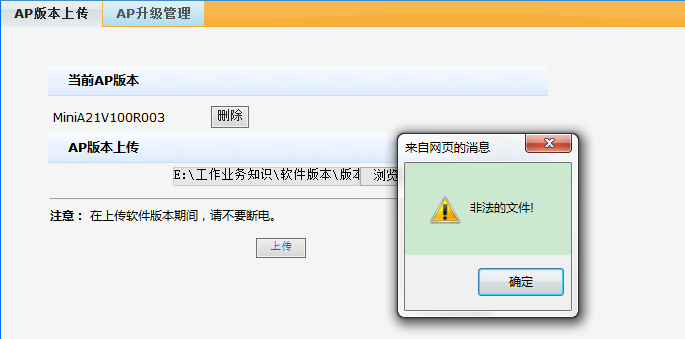 AP版本上传 AP升级管理
当前AP版本
MiniA21V100R003 删除
AP版本上传
E:\工作业务知识\软件版本\版本 浏览
注意： 在上传软件版本期间，请不要断电。
上传
来自网页的消息
非法的文件!
确定